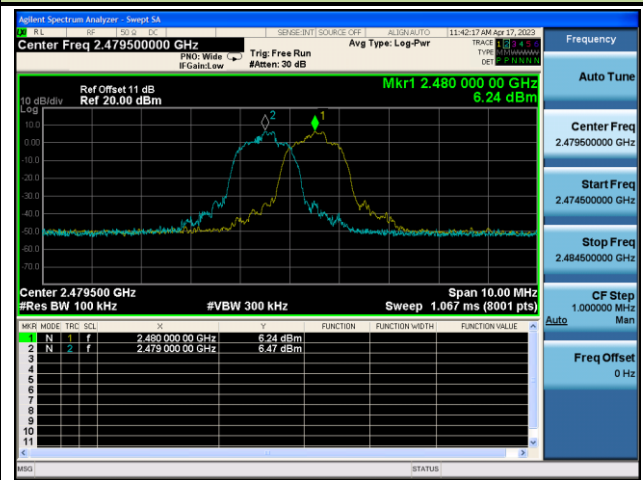 Agilent Spectrum Analyzer - Swept SA
RL RF 50 Ω DC SENSE:INT SOURCE OFF ALIGN AUTO 11:42:17 AM Apr 17, 2023
Center Freq 2.479500000 GHz
PNO: Wide
IFGain:Low
Trig: Free Run
#Atten: 30 dB
Avg Type: Log-Pwr
TRACE 1 2 3 4 5 6
TYPE
DET P P N N N N
Ref Offset 11 dB
10 dB/div Ref 20.00 dBm
Log
Mkr1 2.480 000 00 GHz
6.24 dBm
10.0
0.00
-10.0
-20.0
-30.0
-40.0
-50.0
-60.0
-70.0
2
1
Center 2.479500 GHz
#Res BW 100 kHz
#VBW 300 kHz
Span 10.00 MHz
Sweep 1.067 ms (8001 pts)
MKR MODE TRC SCL X Y FUNCTION FUNCTION WIDTH FUNCTION VALUE
1 N 1 f 2.480 000 00 GHz 6.24 dBm
2 N 2 f 2.479 000 00 GHz 6.47 dBm
3
4
5
6
7
8
9
10
11
MSG STATUS
Frequency
Auto Tune
Center Freq
2.479500000 GHz
Start Freq
2.474500000 GHz
Stop Freq
2.484500000 GHz
CF Step
1.000000 MHz
Auto Man
Freq Offset
0 Hz